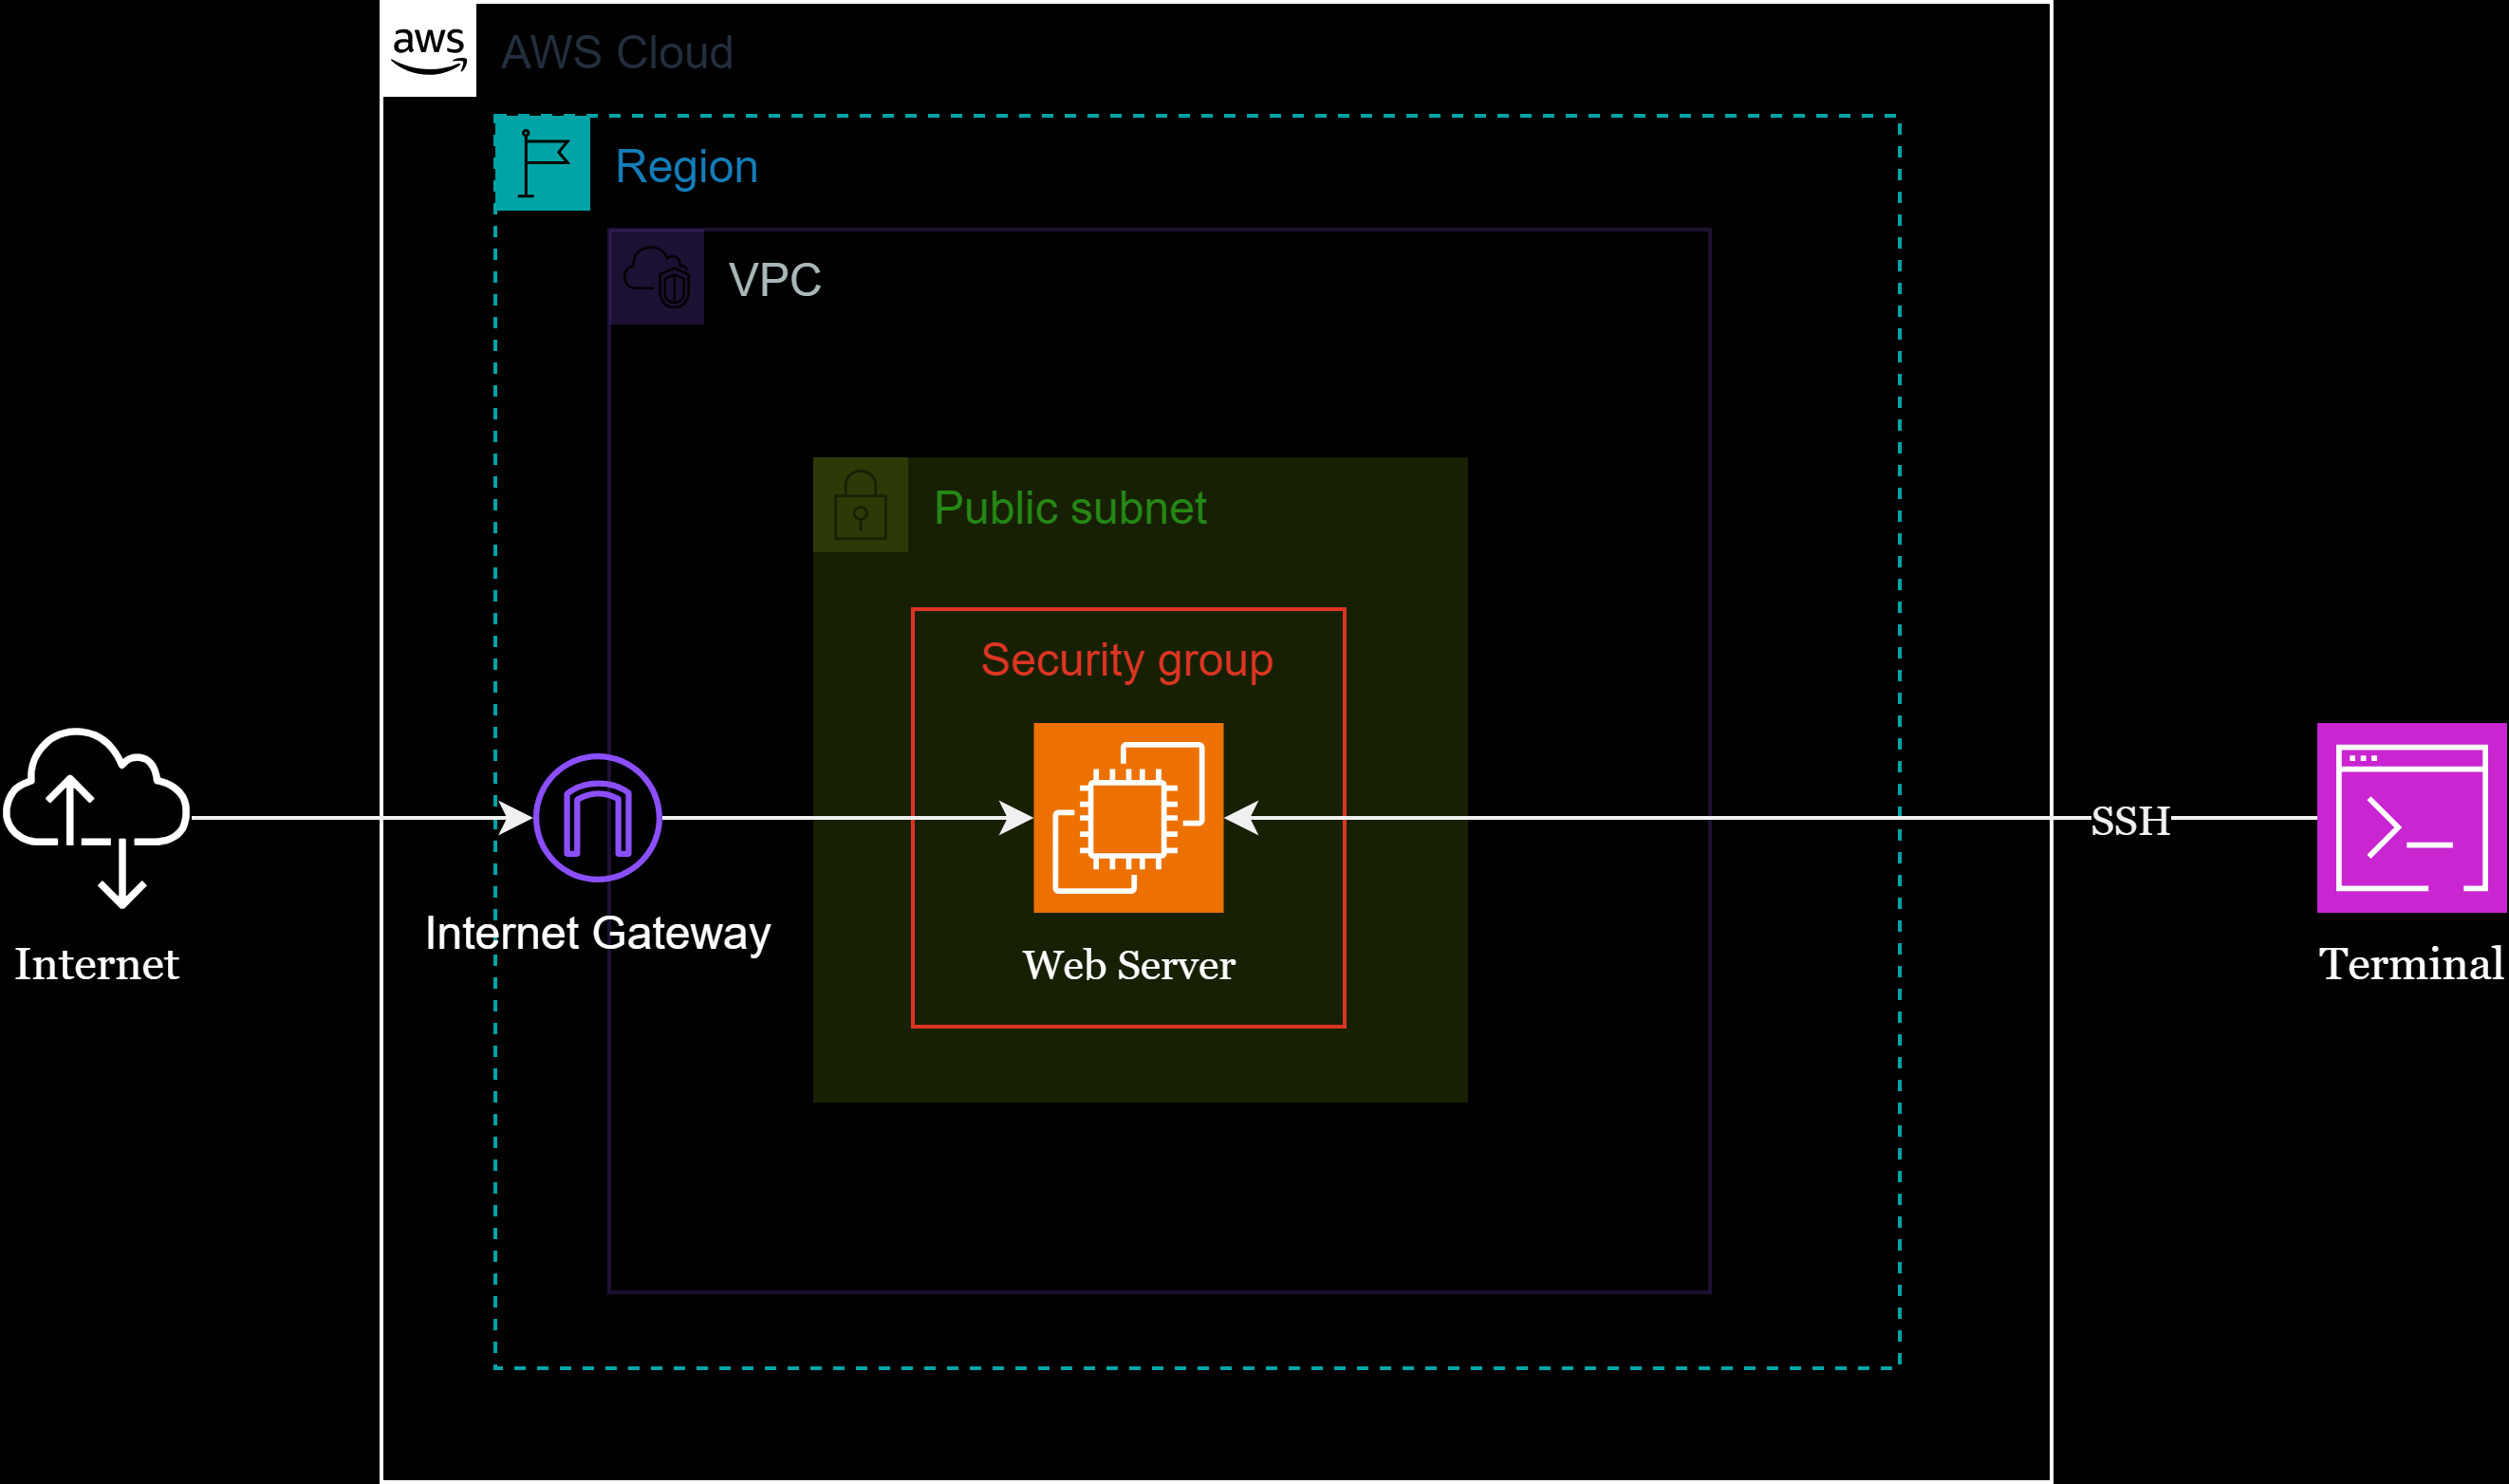 aws
AWS Cloud
Region
VPC
Public subnet
Security group
SSH
Internet Gateway
Internet
Web Server
Terminal